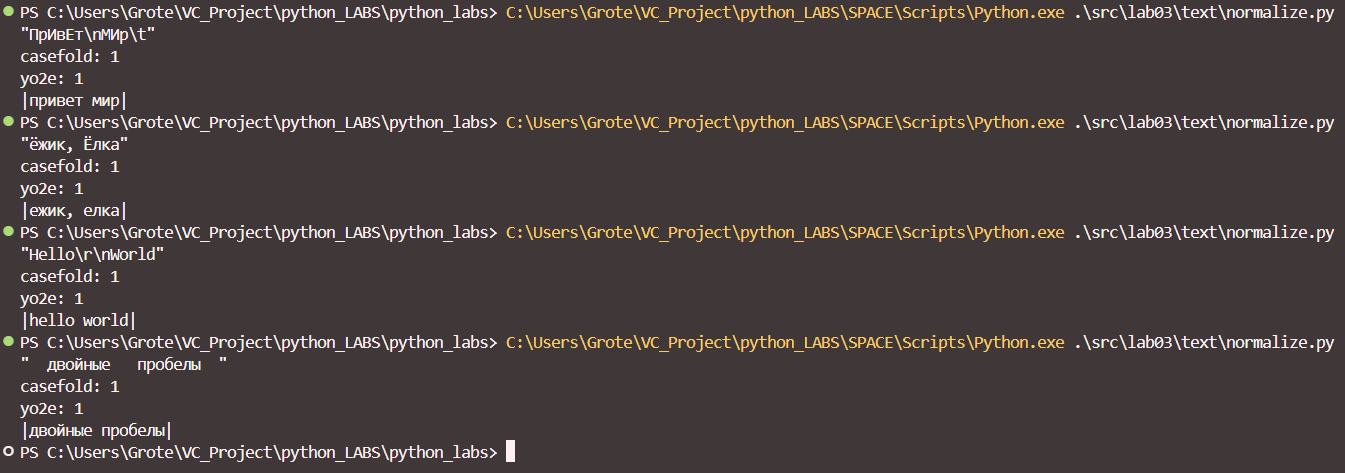 PS C:\Users\Grote\VC_Project\python_LABS\python_labs> C:\Users\Grote\VC_Project\python_LABS\SPACE\Scripts\Python.exe .\src\lab03\text\normalize.py
"ПрИвЕт\nМИр\t"
casefold: 1
yo2e: 1
|привет мир|
PS C:\Users\Grote\VC_Project\python_LABS\python_labs> C:\Users\Grote\VC_Project\python_LABS\SPACE\Scripts\Python.exe .\src\lab03\text\normalize.py
"ёжик, Ёлка"
casefold: 1
yo2e: 1
|ежик, елка|
PS C:\Users\Grote\VC_Project\python_LABS\python_labs> C:\Users\Grote\VC_Project\python_LABS\SPACE\Scripts\Python.exe .\src\lab03\text\normalize.py
"Hello\r\nWorld"
casefold: 1
yo2e: 1
|hello world|
PS C:\Users\Grote\VC_Project\python_LABS\python_labs> C:\Users\Grote\VC_Project\python_LABS\SPACE\Scripts\Python.exe .\src\lab03\text\normalize.py
"  двойные   пробелы  "
casefold: 1
yo2e: 1
|двойные пробелы|
PS C:\Users\Grote\VC_Project\python_LABS\python_labs>